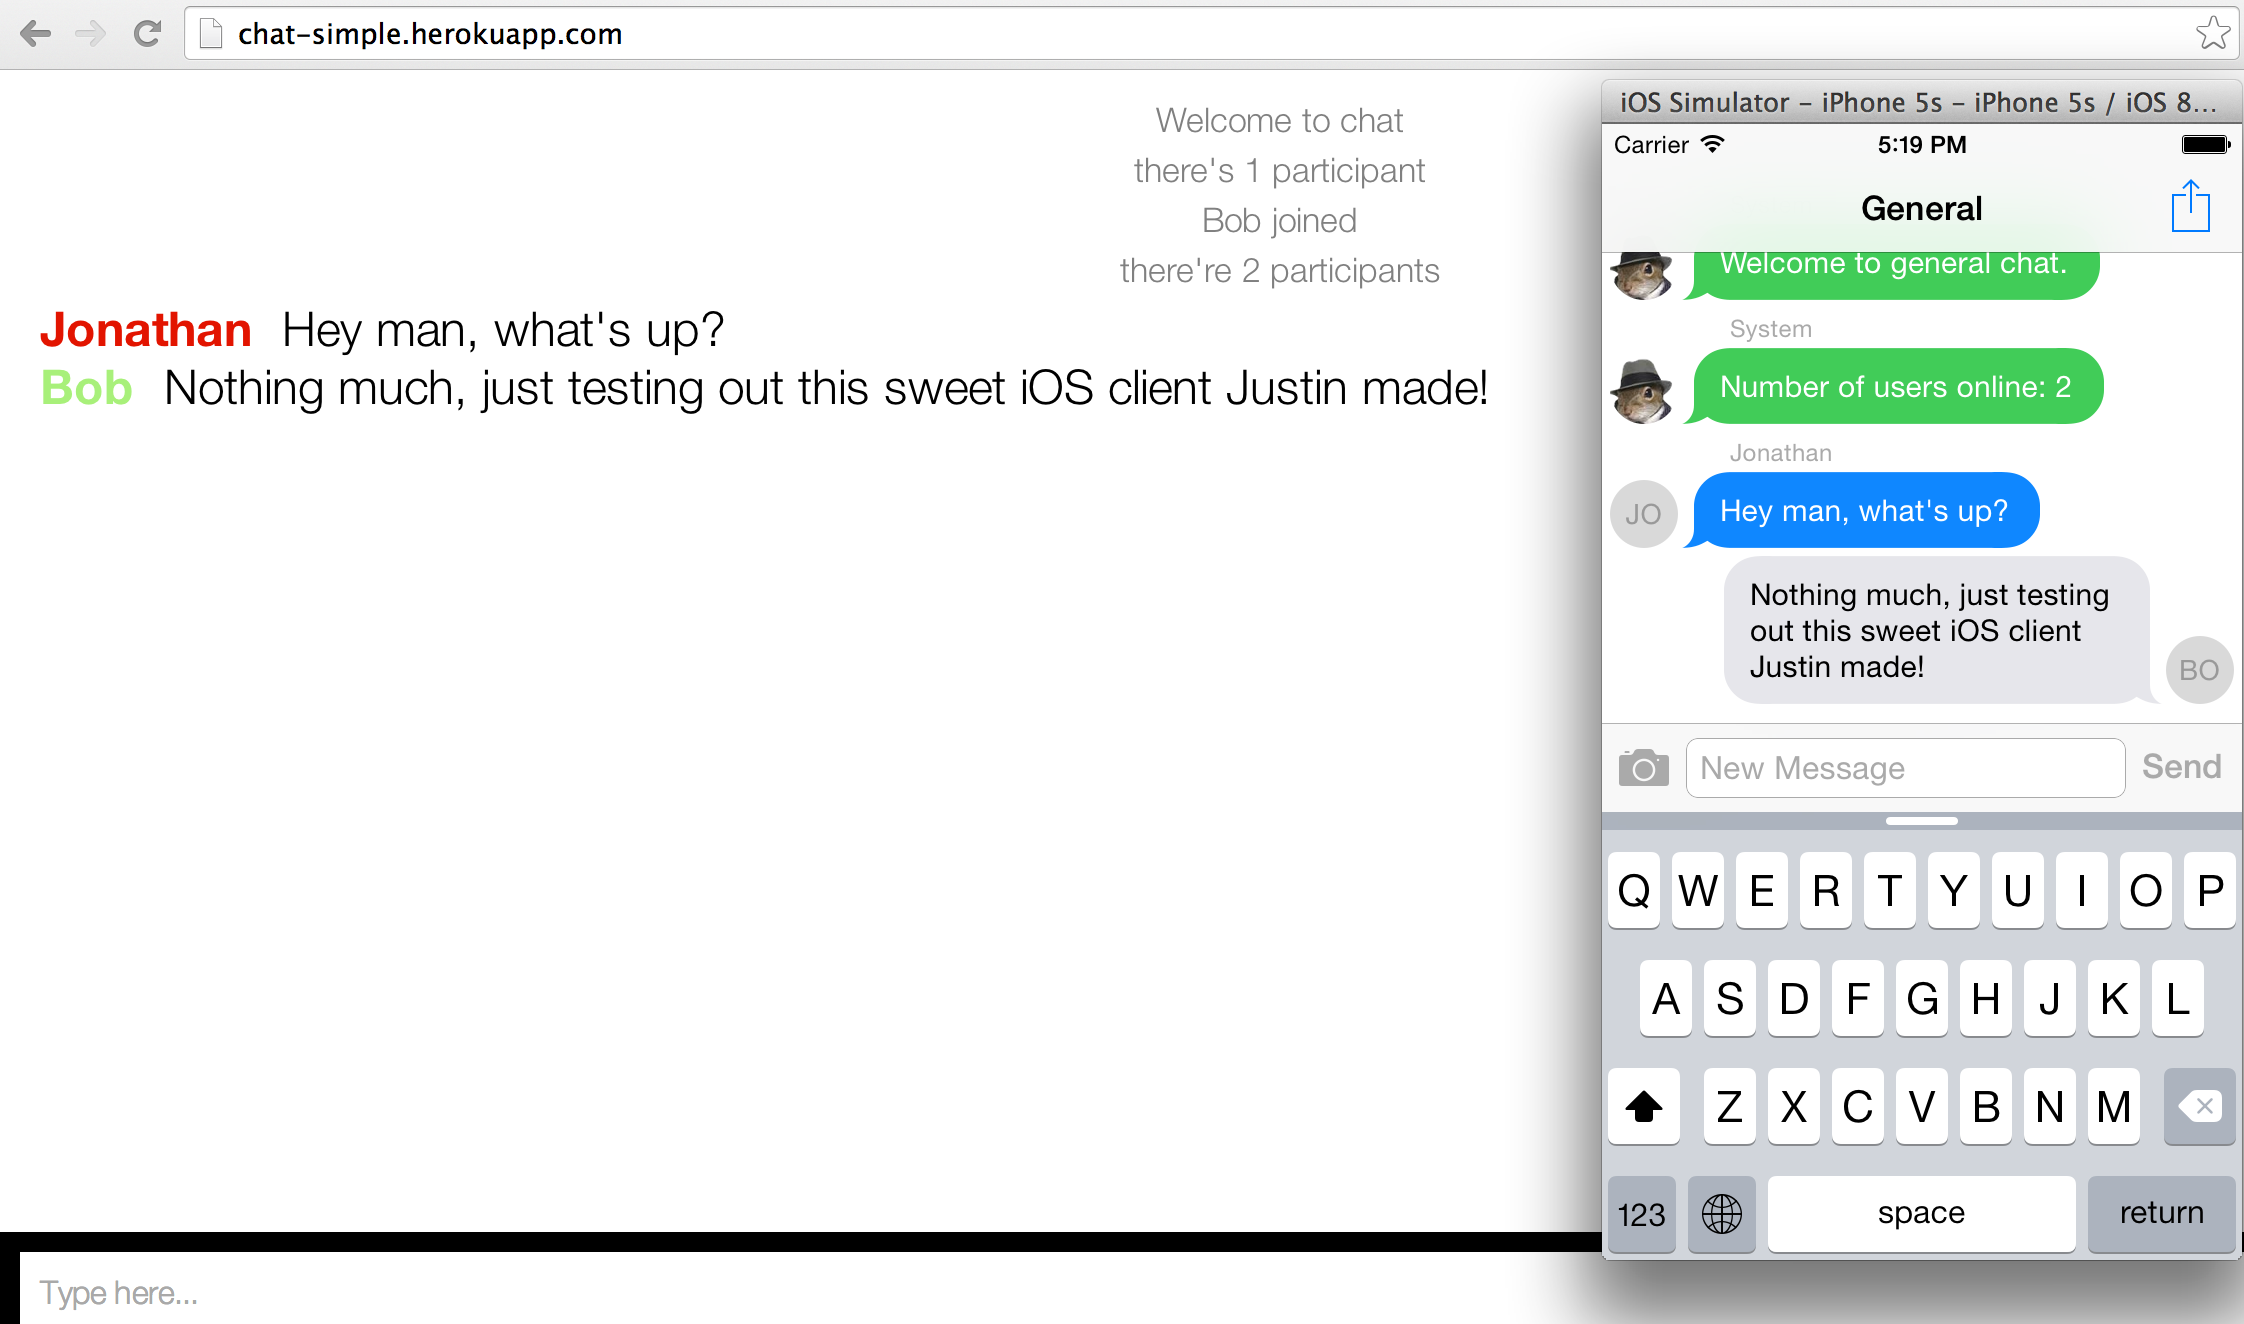 chat-simple.herokuapp.com
Welcome to chat
there's 1 participant
Bob joined
there're 2 participants
Jonathan Hey man, what's up?
Bob Nothing much, just testing out this sweet iOS client Justin made!
Type here...
iOS Simulator - iPhone 5s - iPhone 5s / iOS 8...
Carrier 5:19 PM
General
Welcome to general chat.
System
Number of users online: 2
Jonathan
JO Hey man, what's up?
Nothing much, just testing
out this sweet iOS client
Justin made!
BO
New Message Send
Q W E R T Y U I O P
A S D F G H J K L
Z X C V B N M
123 space return